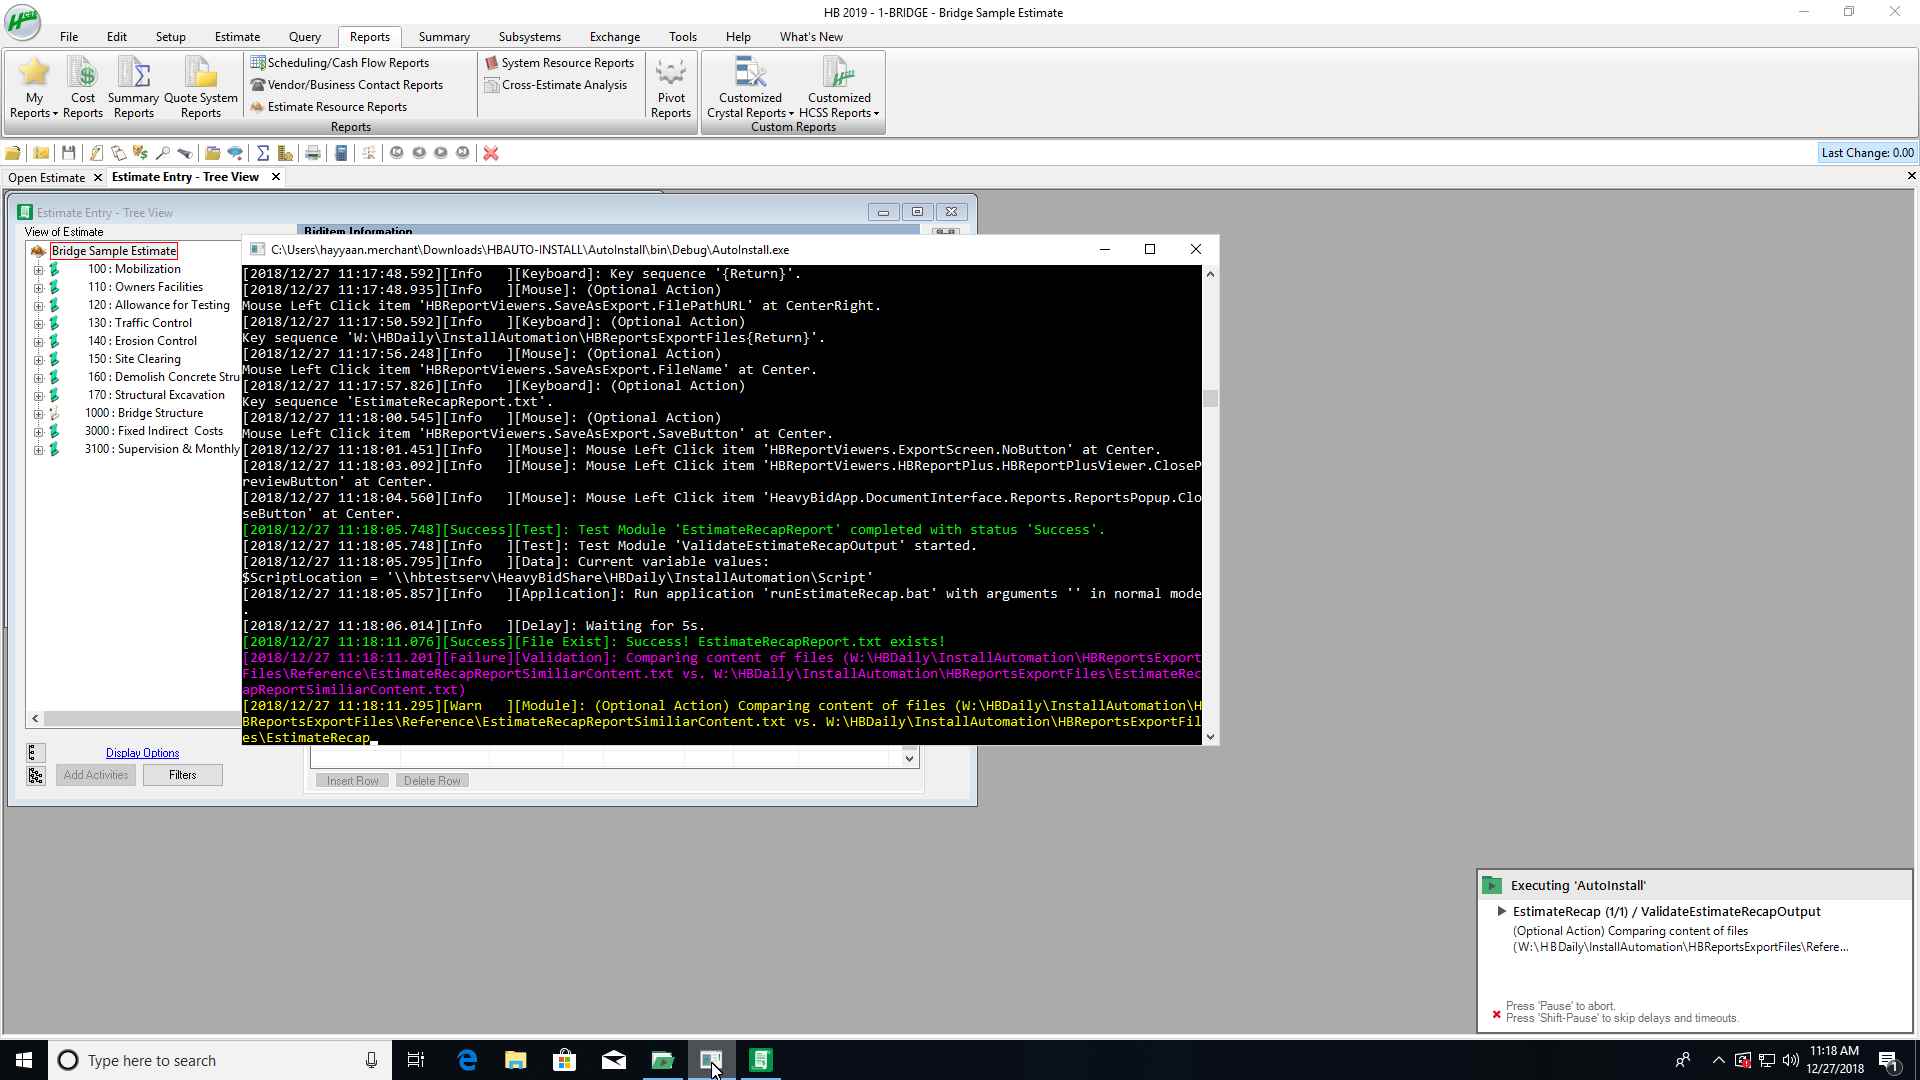 HB 2019 - 1-BRIDGE - Bridge Sample Estimate
File Edit Setup Estimate Query Reports Summary Subsystems Exchange Tools Help What's New
My Reports
Cost Reports
Summary Reports
Quote System Reports
Scheduling/Cash Flow Reports
Vendor/Business Contact Reports
Estimate Resource Reports
System Resource Reports
Cross-Estimate Analysis
Pivot Reports
Reports
Customized Crystal Reports
Customized HCSS Reports
Custom Reports
Last Change: 0.00
Open Estimate Estimate Entry - Tree View
Estimate Entry - Tree View
View of Estimate
Biditem Information
Bridge Sample Estimate
100 : Mobilization
110 : Owners Facilities
120 : Allowance for Testing
130 : Traffic Control
140 : Erosion Control
150 : Site Clearing
160 : Demolish Concrete Stru
170 : Structural Excavation
1000 : Bridge Structure
3000 : Fixed Indirect Costs
3100 : Supervision & Monthly
Display Options
Add Activities Filters
Insert Row Delete Row
C:\Users\hayyaan.merchant\Downloads\HBAUTO-INSTALL\AutoInstall\bin\Debug\AutoInstall.exe
[2018/12/27 11:17:48.592][Info   ][Keyboard]: Key sequence '{Return}'.
[2018/12/27 11:17:48.935][Info   ][Mouse]: (Optional Action)
Mouse Left Click item 'HBReportViewers.SaveAsExport.FilePathURL' at CenterRight.
[2018/12/27 11:17:50.592][Info   ][Keyboard]: (Optional Action)
Key sequence 'W:\HBDaily\InstallAutomation\HBReportsExportFiles{Return}'.
[2018/12/27 11:17:56.248][Info   ][Mouse]: (Optional Action)
Mouse Left Click item 'HBReportViewers.SaveAsExport.FileName' at Center.
[2018/12/27 11:17:57.826][Info   ][Keyboard]: (Optional Action)
Key sequence 'EstimateRecapReport.txt'.
[2018/12/27 11:18:00.545][Info   ][Mouse]: (Optional Action)
Mouse Left Click item 'HBReportViewers.SaveAsExport.SaveButton' at Center.
[2018/12/27 11:18:01.451][Info   ][Mouse]: Mouse Left Click item 'HBReportViewers.ExportScreen.NoButton' at Center.
[2018/12/27 11:18:03.092][Info   ][Mouse]: Mouse Left Click item 'HBReportViewers.HBReportPlus.HBReportPlusViewer.CloseP
reviewButton' at Center.
[2018/12/27 11:18:04.560][Info   ][Mouse]: Mouse Left Click item 'HeavyBidApp.DocumentInterface.Reports.ReportsPopup.Clo
seButton' at Center.
[2018/12/27 11:18:05.748][Success][Test]: Test Module 'EstimateRecapReport' completed with status 'Success'.
[2018/12/27 11:18:05.748][Info   ][Test]: Test Module 'ValidateEstimateRecapOutput' started.
[2018/12/27 11:18:05.795][Info   ][Data]: Current variable values:
$ScriptLocation = '\\hbtestserv\HeavyBidShare\HBDaily\InstallAutomation\Script'
[2018/12/27 11:18:05.857][Info   ][Application]: Run application 'runEstimateRecap.bat' with arguments '' in normal mode
.
[2018/12/27 11:18:06.014][Info   ][Delay]: Waiting for 5s.
[2018/12/27 11:18:11.076][Success][File Exist]: Success! EstimateRecapReport.txt exists!
[2018/12/27 11:18:11.201][Failure][Validation]: Comparing content of files (W:\HBDaily\InstallAutomation\HBReportsExport
Files\Reference\EstimateRecapReportSimiliarContent.txt vs. W:\HBDaily\InstallAutomation\HBReportsExportFiles\EstimateRec
apReportSimiliarContent.txt)
[2018/12/27 11:18:11.295][Warn   ][Module]: (Optional Action) Comparing content of files (W:\HBDaily\InstallAutomation\H
BReportsExportFiles\Reference\EstimateRecapReportSimiliarContent.txt vs. W:\HBDaily\InstallAutomation\HBReportsExportFil
es\EstimateRecap
Executing 'AutoInstall'
EstimateRecap (1/1) / ValidateEstimateRecapOutput
(Optional Action) Comparing content of files
(W:\HBDaily\InstallAutomation\HBReportsExportFiles\Refere...
Press 'Pause' to abort.
Press 'Shift-Pause' to skip delays and timeouts.
Type here to search
11:18 AM
12/27/2018
1